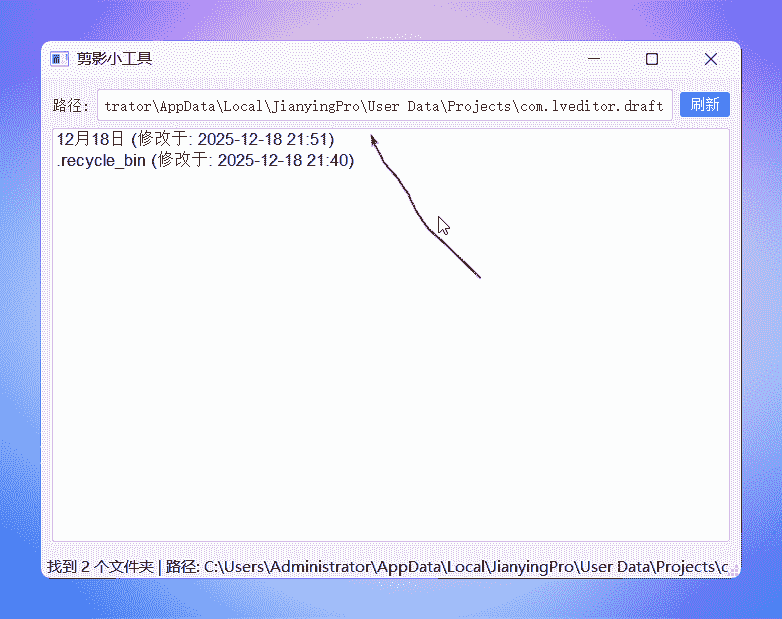 剪影小工具
路径: trator\AppData\Local\JianyingPro\User Data\Projects\com.lveditor.draft 刷新
12月18日 (修改于: 2025-12-18 21:51)
.recycle_bin (修改于: 2025-12-18 21:40)
找到 2 个文件夹 | 路径: C:\Users\Administrator\AppData\Local\JianyingPro\User Data\Projects\c